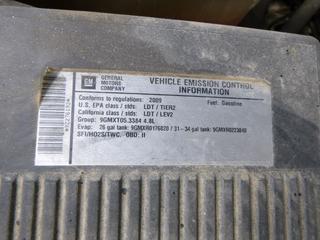 GM
GENERAL MOTORS COMPANY
VEHICLE EMISSION CONTROL INFORMATION
Conforms to regulations: 2009
Fuel: Gasoline
U.S. EPA class / stds: LDT / TIER2
California class / stds: LDT / LEV2
Group: 9GMXT05.3384 4.8L
Evap: 26 gal tank: 9GMXR0176820 / 31 - 34 gal tank: 9GMXR0223840
SFI/HO2S/TWC, OBD: II